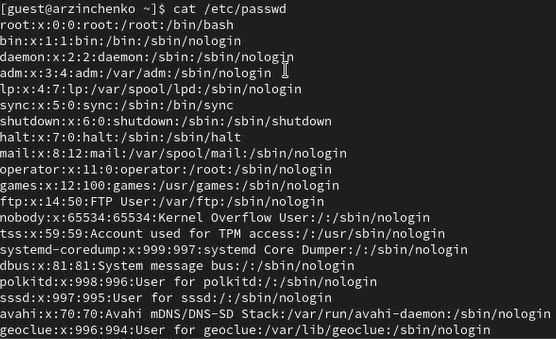 [guest@arzinchenko ~]$ cat /etc/passwd
root:x:0:0:root:/root:/bin/bash
bin:x:1:1:bin:/bin:/sbin/nologin
daemon:x:2:2:daemon:/sbin:/sbin/nologin
adm:x:3:4:adm:/var/adm:/sbin/nologin
lp:x:4:7:lp:/var/spool/lpd:/sbin/nologin
sync:x:5:0:sync:/sbin:/bin/sync
shutdown:x:6:0:shutdown:/sbin:/sbin/shutdown
halt:x:7:0:halt:/sbin:/sbin/halt
mail:x:8:12:mail:/var/spool/mail:/sbin/nologin
operator:x:11:0:operator:/root:/sbin/nologin
games:x:12:100:games:/usr/games:/sbin/nologin
ftp:x:14:50:FTP User:/var/ftp:/sbin/nologin
nobody:x:65534:65534:Kernel Overflow User:/:/sbin/nologin
tss:x:59:59:Account used for TPM access:/:/usr/sbin/nologin
systemd-coredump:x:999:997:systemd Core Dumper:/:/sbin/nologin
dbus:x:81:81:System message bus:/:/sbin/nologin
polkitd:x:998:996:User for polkitd:/:/sbin/nologin
sssd:x:997:995:User for sssd:/:/sbin/nologin
avahi:x:70:70:Avahi mDNS/DNS-SD Stack:/var/run/avahi-daemon:/sbin/nologin
geoclue:x:996:994:User for geoclue:/var/lib/geoclue:/sbin/nologin